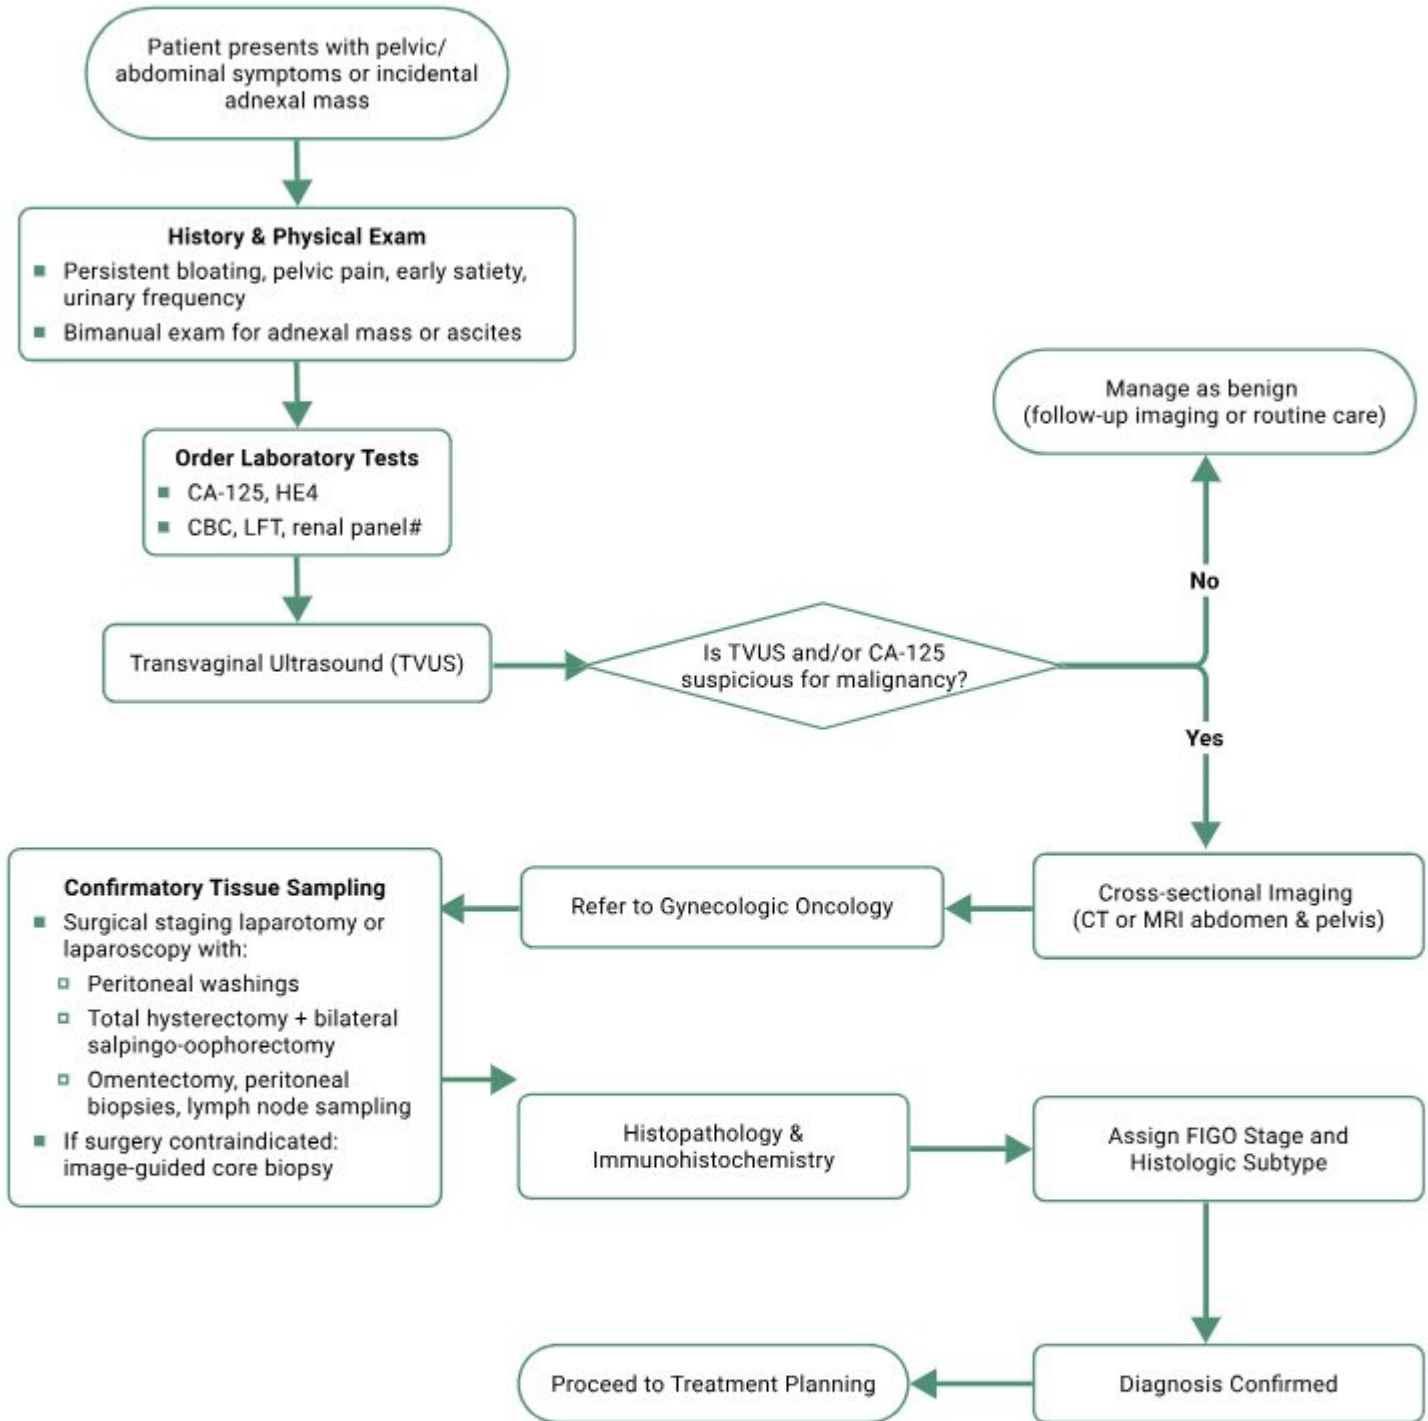 Patient presents with pelvic/
abdominal symptoms or incidental
adnexal mass
History & Physical Exam
Persistent bloating, pelvic pain, early satiety,
urinary frequency
Bimanual exam for adnexal mass or ascites
Order Laboratory Tests
CA-125, HE4
CBC, LFT, renal panel#
Transvaginal Ultrasound (TVUS)
Is TVUS and/or CA-125
suspicious for malignancy?
No
Manage as benign
(follow-up imaging or routine care)
Yes
Cross-sectional Imaging
(CT or MRI abdomen & pelvis)
Refer to Gynecologic Oncology
Confirmatory Tissue Sampling
Surgical staging laparotomy or
laparoscopy with:
Peritoneal washings
Total hysterectomy + bilateral
salpingo-oophorectomy
Omentectomy, peritoneal
biopsies, lymph node sampling
If surgery contraindicated:
image-guided core biopsy
Histopathology &
Immunohistochemistry
Assign FIGO Stage and
Histologic Subtype
Diagnosis Confirmed
Proceed to Treatment Planning